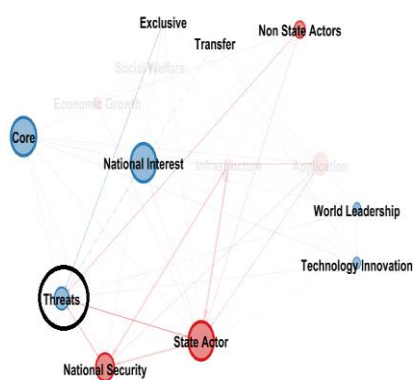 Exclusive
Non State Actors
Transfer
Social Welfare
Economic Growth
Core
National Interest
Infrastructure
Application
World Leadership
Technology Innovation
Threats
State Actor
National Security